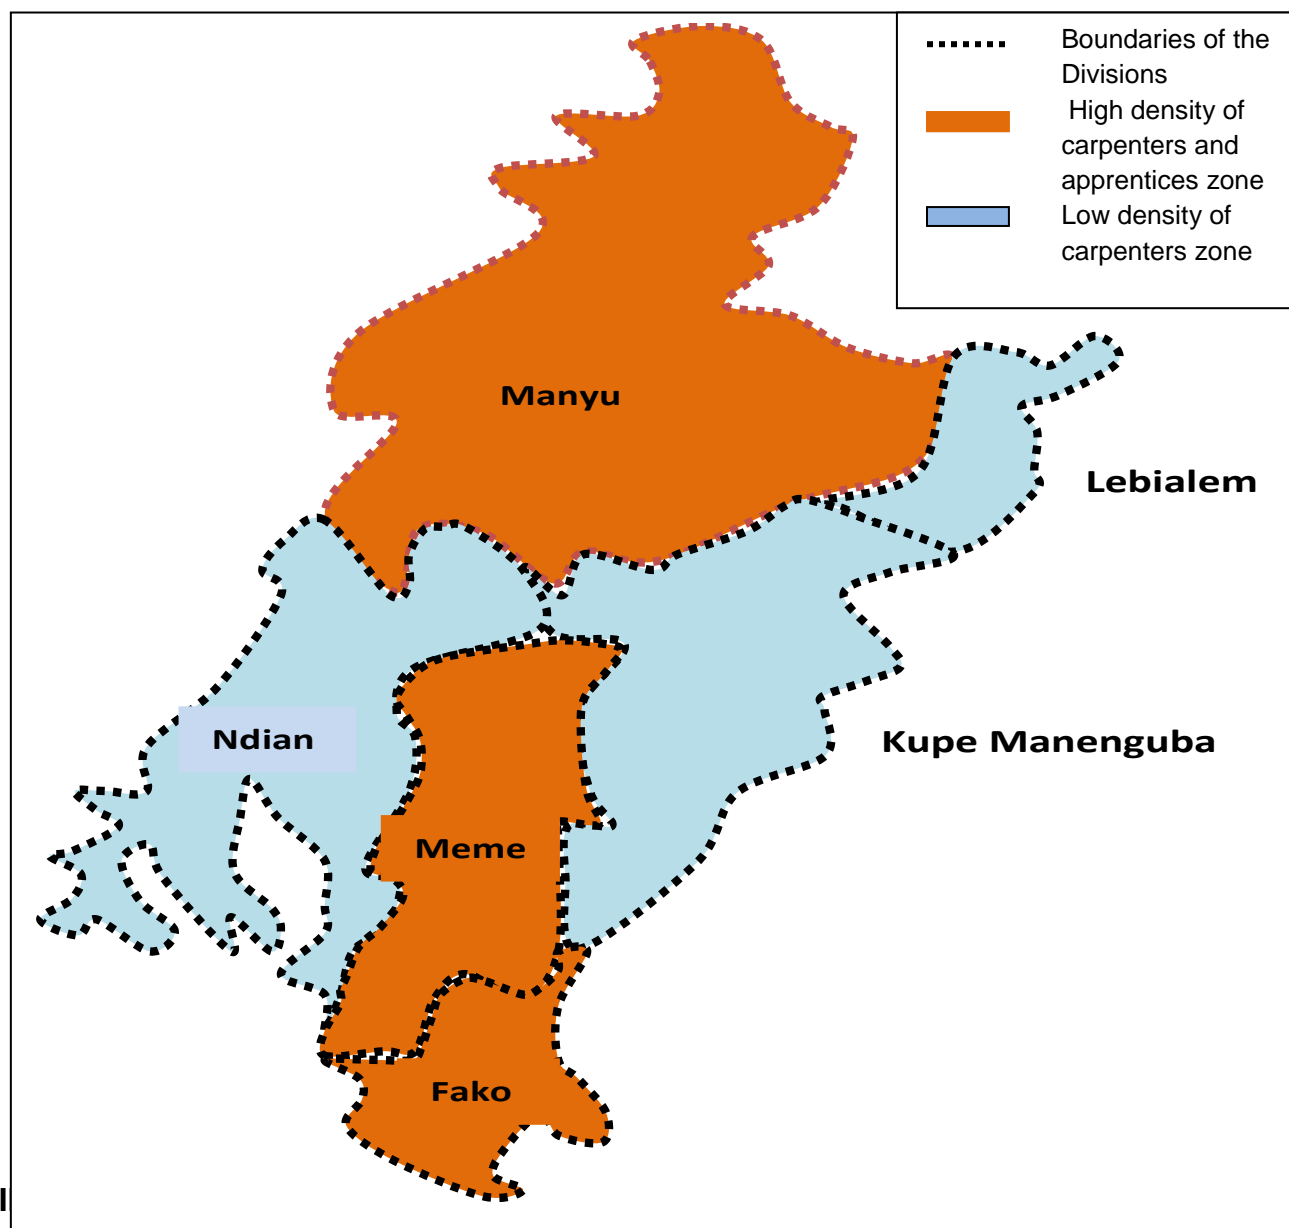 Boundaries of the
Divisions
High density of
carpenters and
apprentices zone
Low density of
carpenters zone
Manyu
Lebialem
Ndian
Kupe Manenguba
Meme
Fako